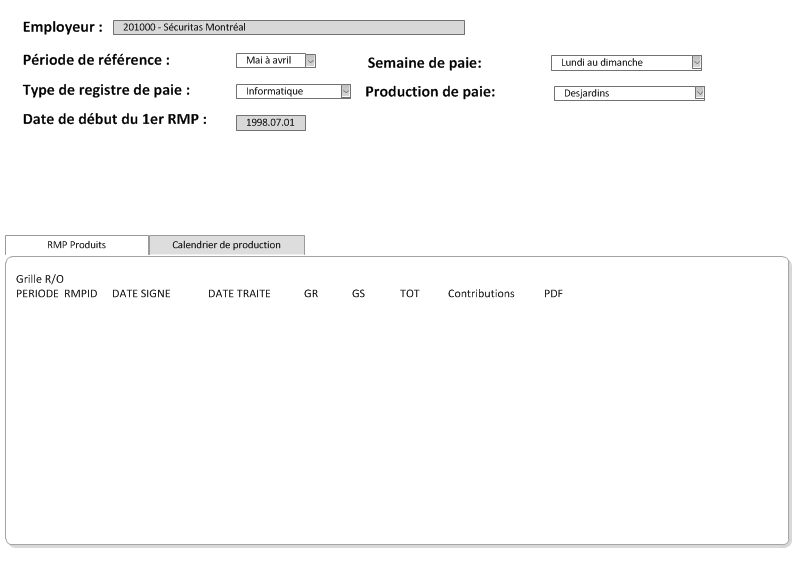 Employeur : 201000 - Sécuritas Montréal
Période de référence : Mai à avril Semaine de paie: Lundi au dimanche
Type de registre de paie : Informatique Production de paie: Desjardins
Date de début du 1er RMP : 1998.07.01
RMP Produits Calendrier de production
Grille R/O
PERIODE RMPID DATE SIGNE DATE TRAITE GR GS TOT Contributions PDF